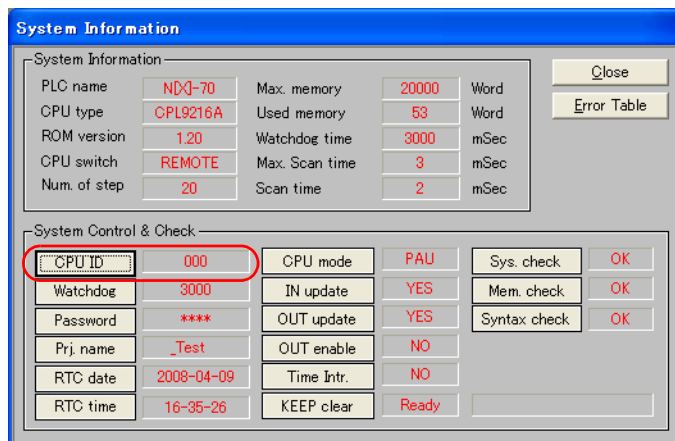 System Information
System Information
PLC name N[X]-70 Max. memory 20000 Word Close
CPU type CPL9216A Used memory 53 Word Error Table
ROM version 1.20 Watchdog time 3000 mSec
CPU switch REMOTE Max. Scan time 3 mSec
Num. of step 20 Scan time 2 mSec
System Control & Check
CPU ID 000 CPU mode PAU Sys. check OK
Watchdog 3000 IN update YES Mem. check OK
Password **** OUT update YES Syntax check OK
Prj. name _Test OUT enable NO
RTC date 2008-04-09 Time Intr. NO
RTC time 16-35-26 KEEP clear Ready